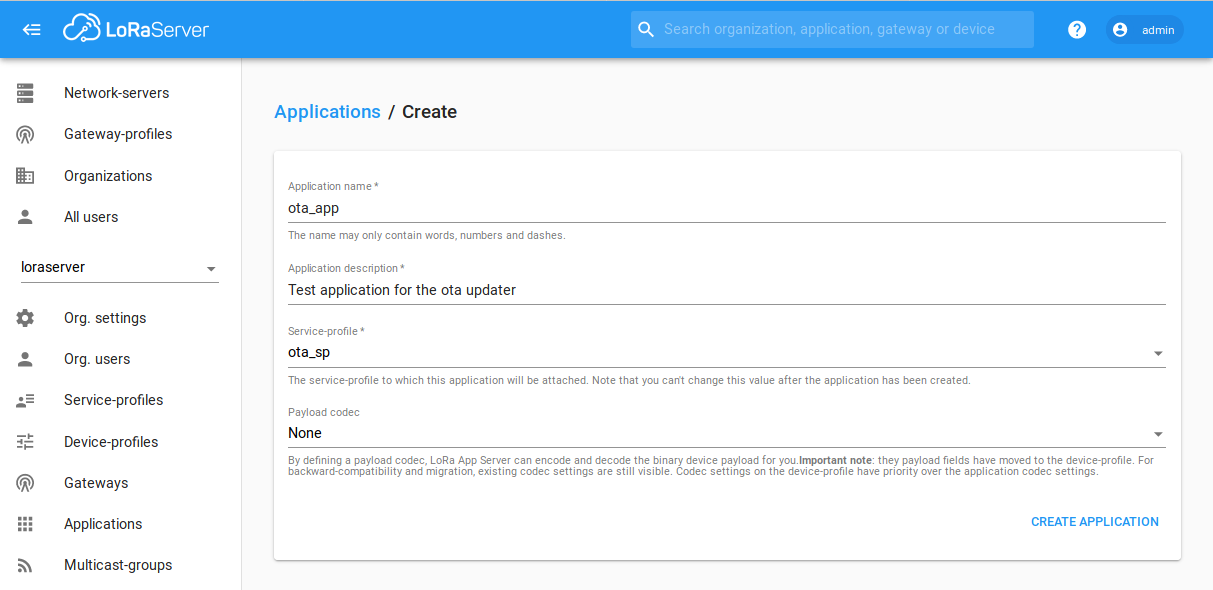 LoRaServer
Search organization, application, gateway or device
?
admin
Network-servers
Gateway-profiles
Organizations
All users
loraserver
Org. settings
Org. users
Service-profiles
Device-profiles
Gateways
Applications
Multicast-groups
Applications / Create
Application name *
ota_app
The name may only contain words, numbers and dashes.
Application description *
Test application for the ota updater
Service-profile *
ota_sp
The service-profile to which this application will be attached. Note that you can't change this value after the application has been created.
Payload codec
None
By defining a payload codec, LoRa App Server can encode and decode the binary device payload for you.Important note: they payload fields have moved to the device-profile. For
backward-compatibility and migration, existing codec settings are still visible. Codec settings on the device-profile have priority over the application codec settings.
CREATE APPLICATION